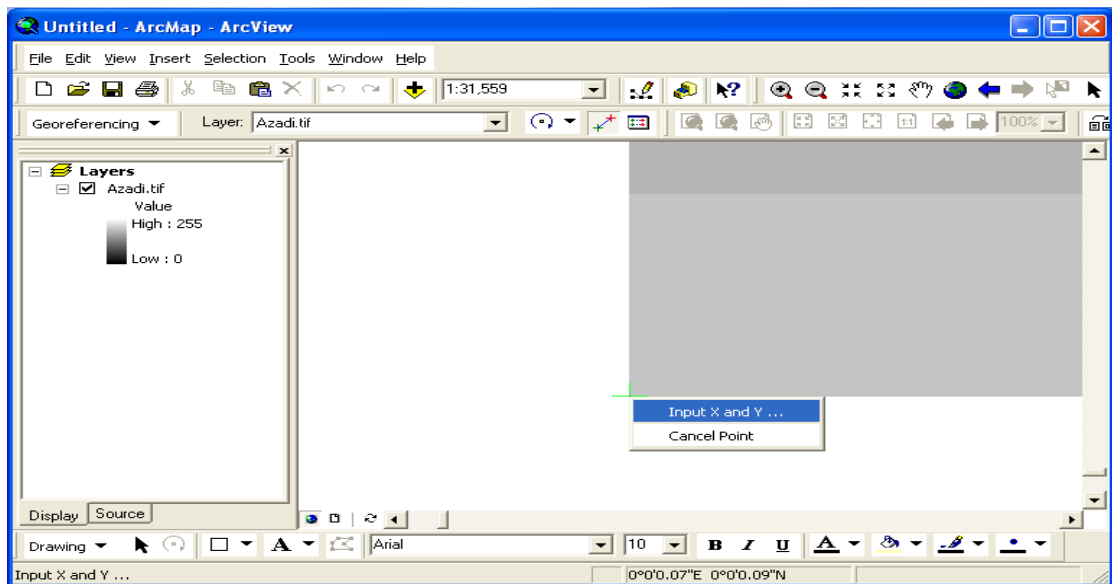 Untitled - ArcMap - ArcView
File Edit View Insert Selection Tools Window Help
1:31,559
Georeferencing Layer: Azadi.tif 1:1 100%
Layers
Azadi.tif
Value
High : 255
Low : 0
Input X and Y ...
Cancel Point
Display Source
Drawing A Arial 10 B I U A
Input X and Y ... 0°0'0.07"E 0°0'0.09"N